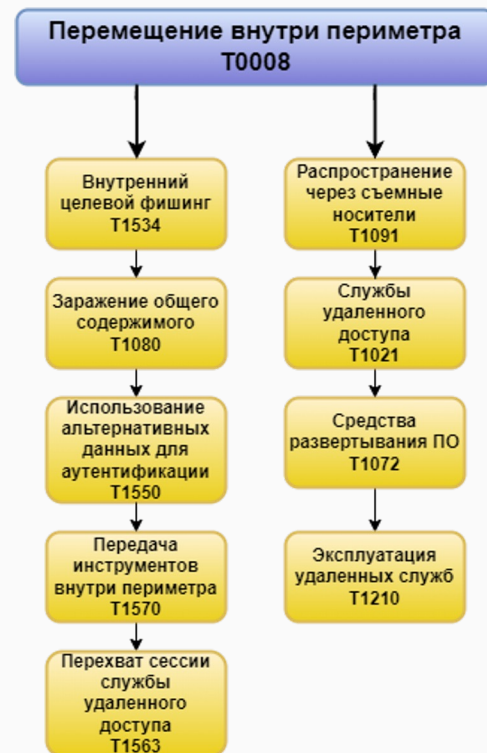 Перемещение внутри периметра
T0008
Внутренний
целевой фишинг
T1534
Заражение общего
содержимого
T1080
Использование
альтернативных
данных для
аутентификации
T1550
Передача
инструментов
внутри периметра
T1570
Перехват сессии
службы
удаленного
доступа
T1563
Распространение
через съемные
носители
T1091
Службы
удаленного
доступа
T1021
Средства
развертывания ПО
T1072
Эксплуатация
удаленных служб
T1210